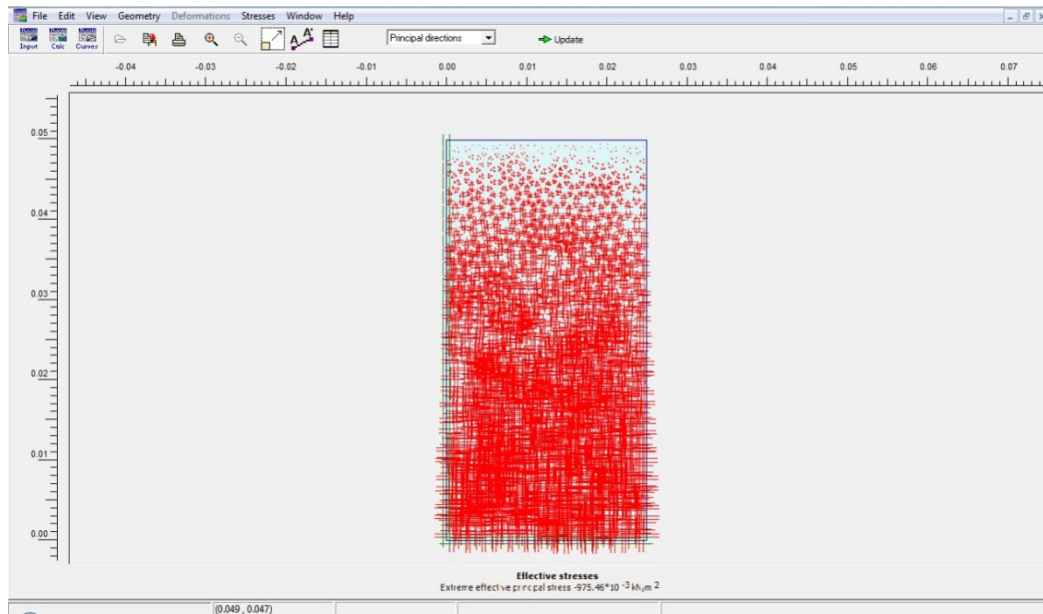 File Edit View Geometry Deformations Stresses Window Help
Input Calc Curves A A* Principal directions Update
-0.04 -0.03 -0.02 -0.01 0.00 0.01 0.02 0.03 0.04 0.05 0.06 0.07
0.05
0.04
0.03
0.02
0.01
0.00
Effective stresses
Extreme effective principal stress -975.46*10 -3 kN/m 2
(0.049 , 0.047)